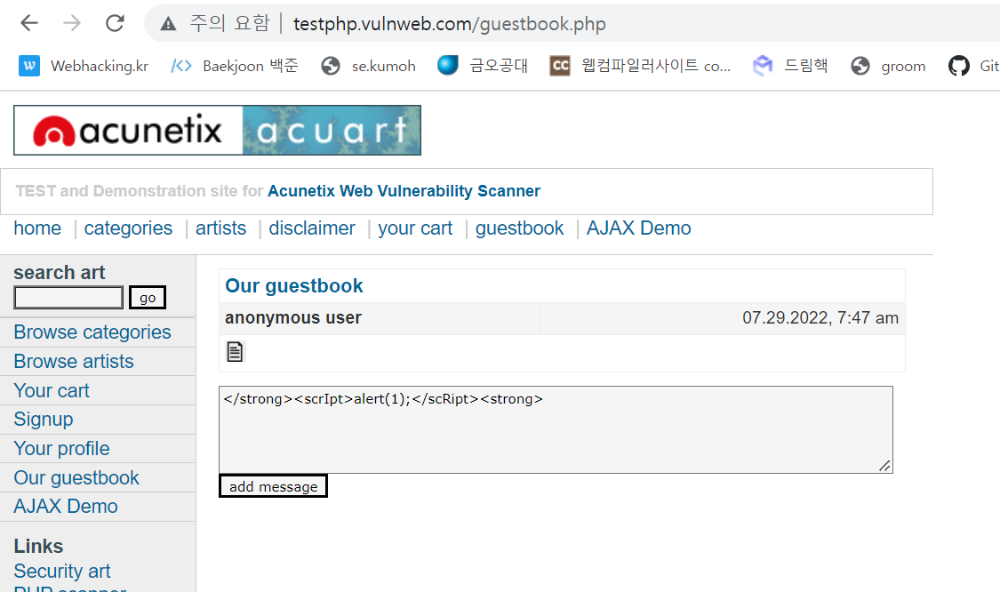 주의 요함 | testphp.vulnweb.com/guestbook.php
w Webhacking.kr </> Baekjoon 백준 se.kumoh 금오공대 CC 웹컴파일러사이트 co... 드림핵 groom Git
acunetix acuart
TEST and Demonstration site for Acunetix Web Vulnerability Scanner
home | categories | artists | disclaimer | your cart | guestbook | AJAX Demo
search art
go
Browse categories
Browse artists
Your cart
Signup
Your profile
Our guestbook
AJAX Demo
Links
Security art
PHP scanner
Our guestbook
anonymous user 07.29.2022, 7:47 am
</strong><scrIpt>alert(1);</scRipt><strong>
add message